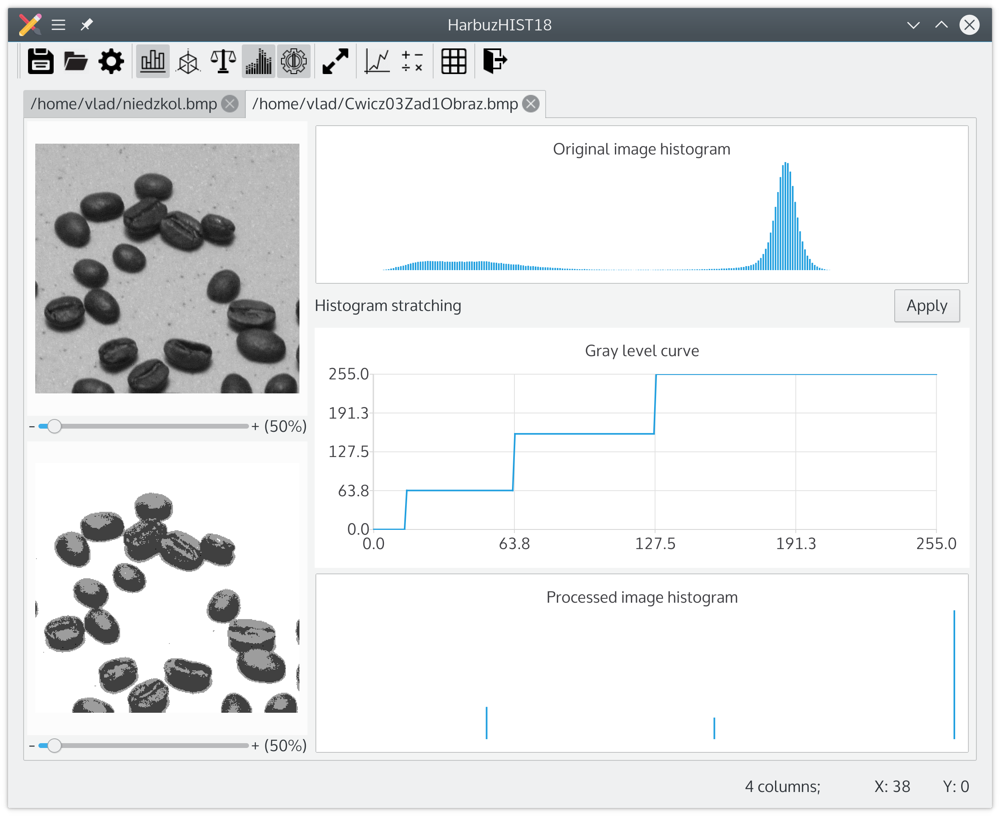 HarbuzHIST18
/home/vlad/niedzkol.bmp /home/vlad/Cwicz03Zad1Obraz.bmp
Original image histogram
Histogram stratching Apply
Gray level curve
255.0
191.3
127.5
63.8
0.0
0.0 63.8 127.5 191.3 255.0
- + (50%)
Processed image histogram
- + (50%)
4 columns; X: 38 Y: 0